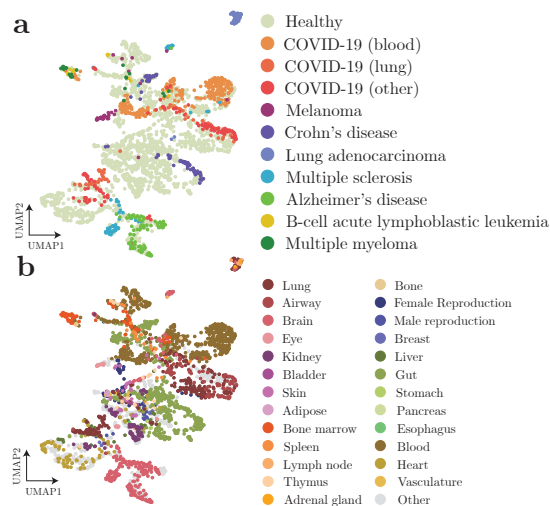 a
Healthy
COVID-19 (blood)
COVID-19 (lung)
COVID-19 (other)
Melanoma
Crohn's disease
Lung adenocarcinoma
Multiple sclerosis
Alzheimer's disease
B-cell acute lymphoblastic leukemia
Multiple myeloma
UMAP2
UMAP1
b
Lung
Airway
Brain
Eye
Kidney
Bladder
Skin
Adipose
Bone marrow
Spleen
Lymph node
Thymus
Adrenal gland
Bone
Female Reproduction
Male reproduction
Breast
Liver
Gut
Stomach
Pancreas
Esophagus
Blood
Heart
Vasculature
Other
UMAP2
UMAP1